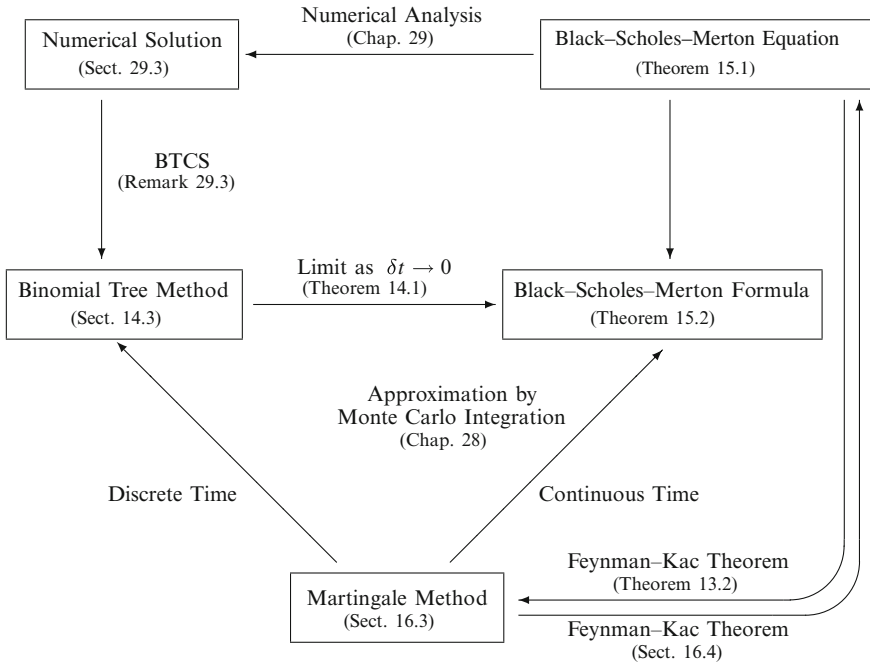 Numerical Analysis
(Chap. 29)
Numerical Solution
(Sect. 29.3)
Black–Scholes–Merton Equation
(Theorem 15.1)
BTCS
(Remark 29.3)
Limit as δt → 0
(Theorem 14.1)
Binomial Tree Method
(Sect. 14.3)
Black–Scholes–Merton Formula
(Theorem 15.2)
Approximation by
Monte Carlo Integration
(Chap. 28)
Discrete Time
Continuous Time
Feynman–Kac Theorem
(Theorem 13.2)
Martingale Method
(Sect. 16.3)
Feynman–Kac Theorem
(Sect. 16.4)